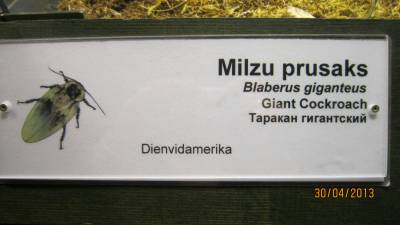 Milzu prusaks
Blaberus giganteus
Giant Cockroach
Таракан гигантский
Dienvidamerika
30/04/2013